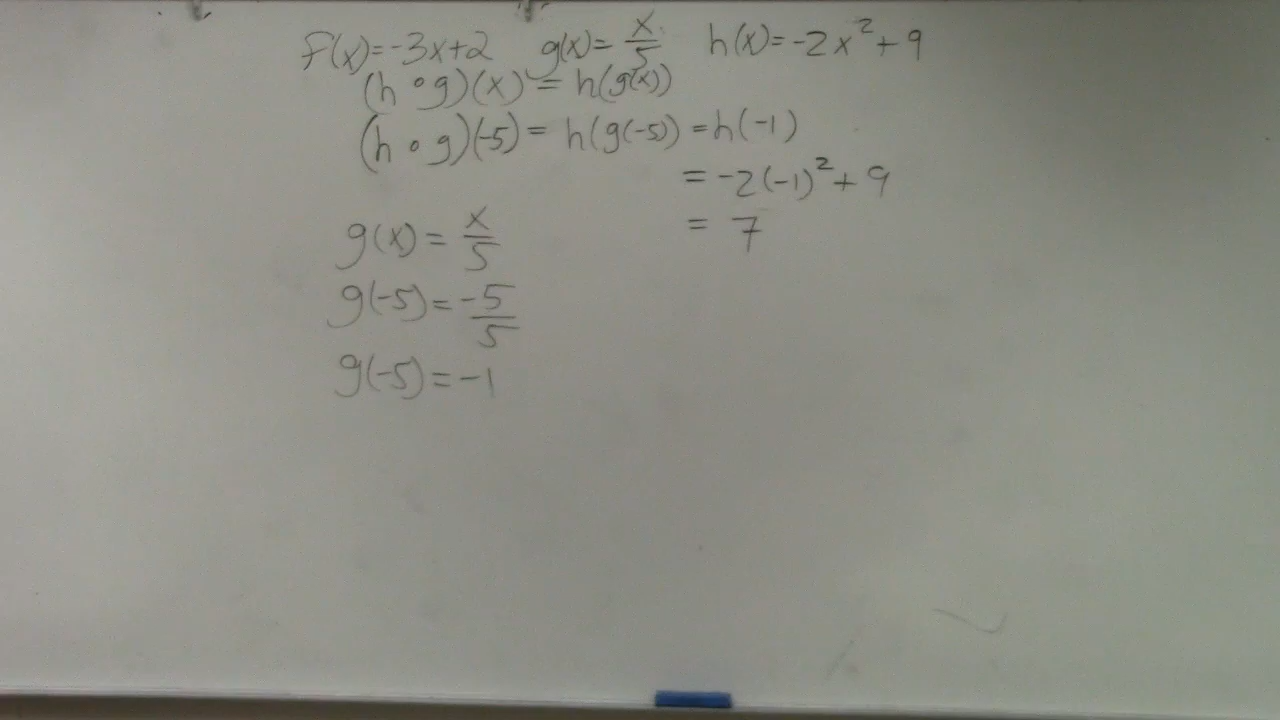 f(x)=-3x+2 g(x)=x/5 h(x)=-2x²+9
(h∘g)(x)=h(g(x))
(h∘g)(-5)=h(g(-5))=h(-1)
=-2(-1)²+9
=7
g(x)=x/5
g(-5)=-5/5
g(-5)=-1